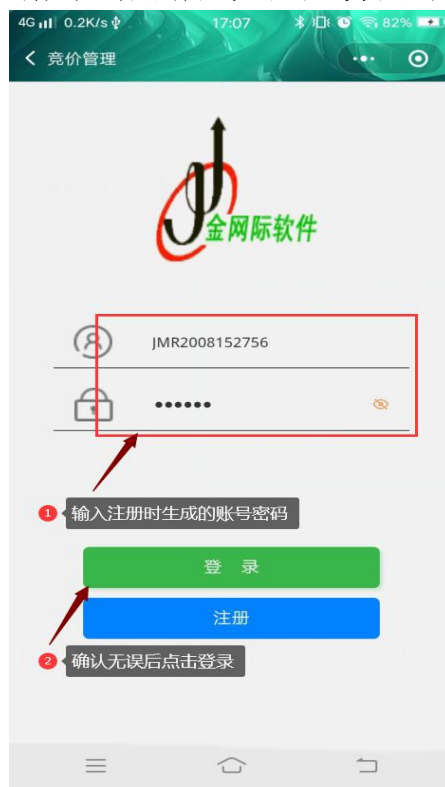 4G 0.2K/s 17:07 82%
竞价管理
金网际软件
JMR2008152756
••••••
1 输入注册时生成的账号密码
登 录
注册
2 确认无误后点击登录